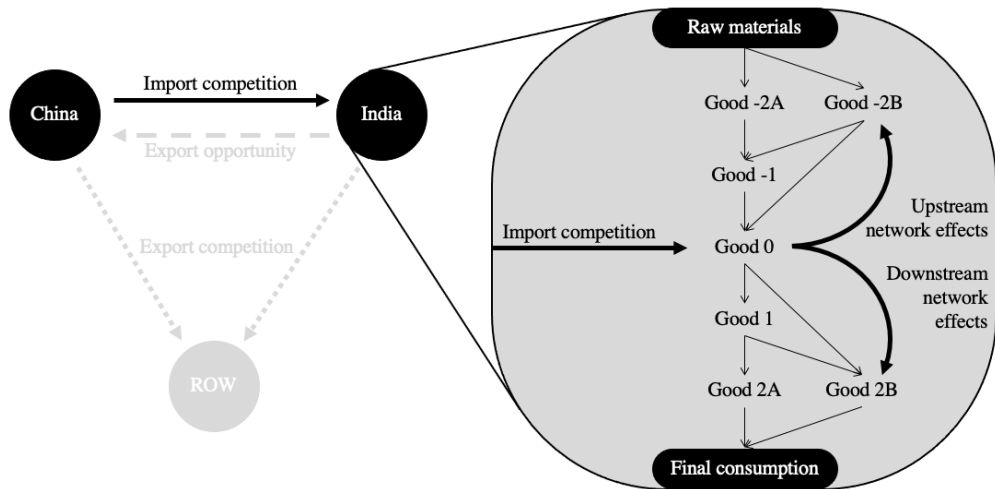 Raw materials
Import competition
China
India
Export opportunity
Export competition
ROW
Good -2A
Good -2B
Good -1
Import competition
Good 0
Upstream
network effects
Downstream
network
effects
Good 1
Good 2A
Good 2B
Final consumption